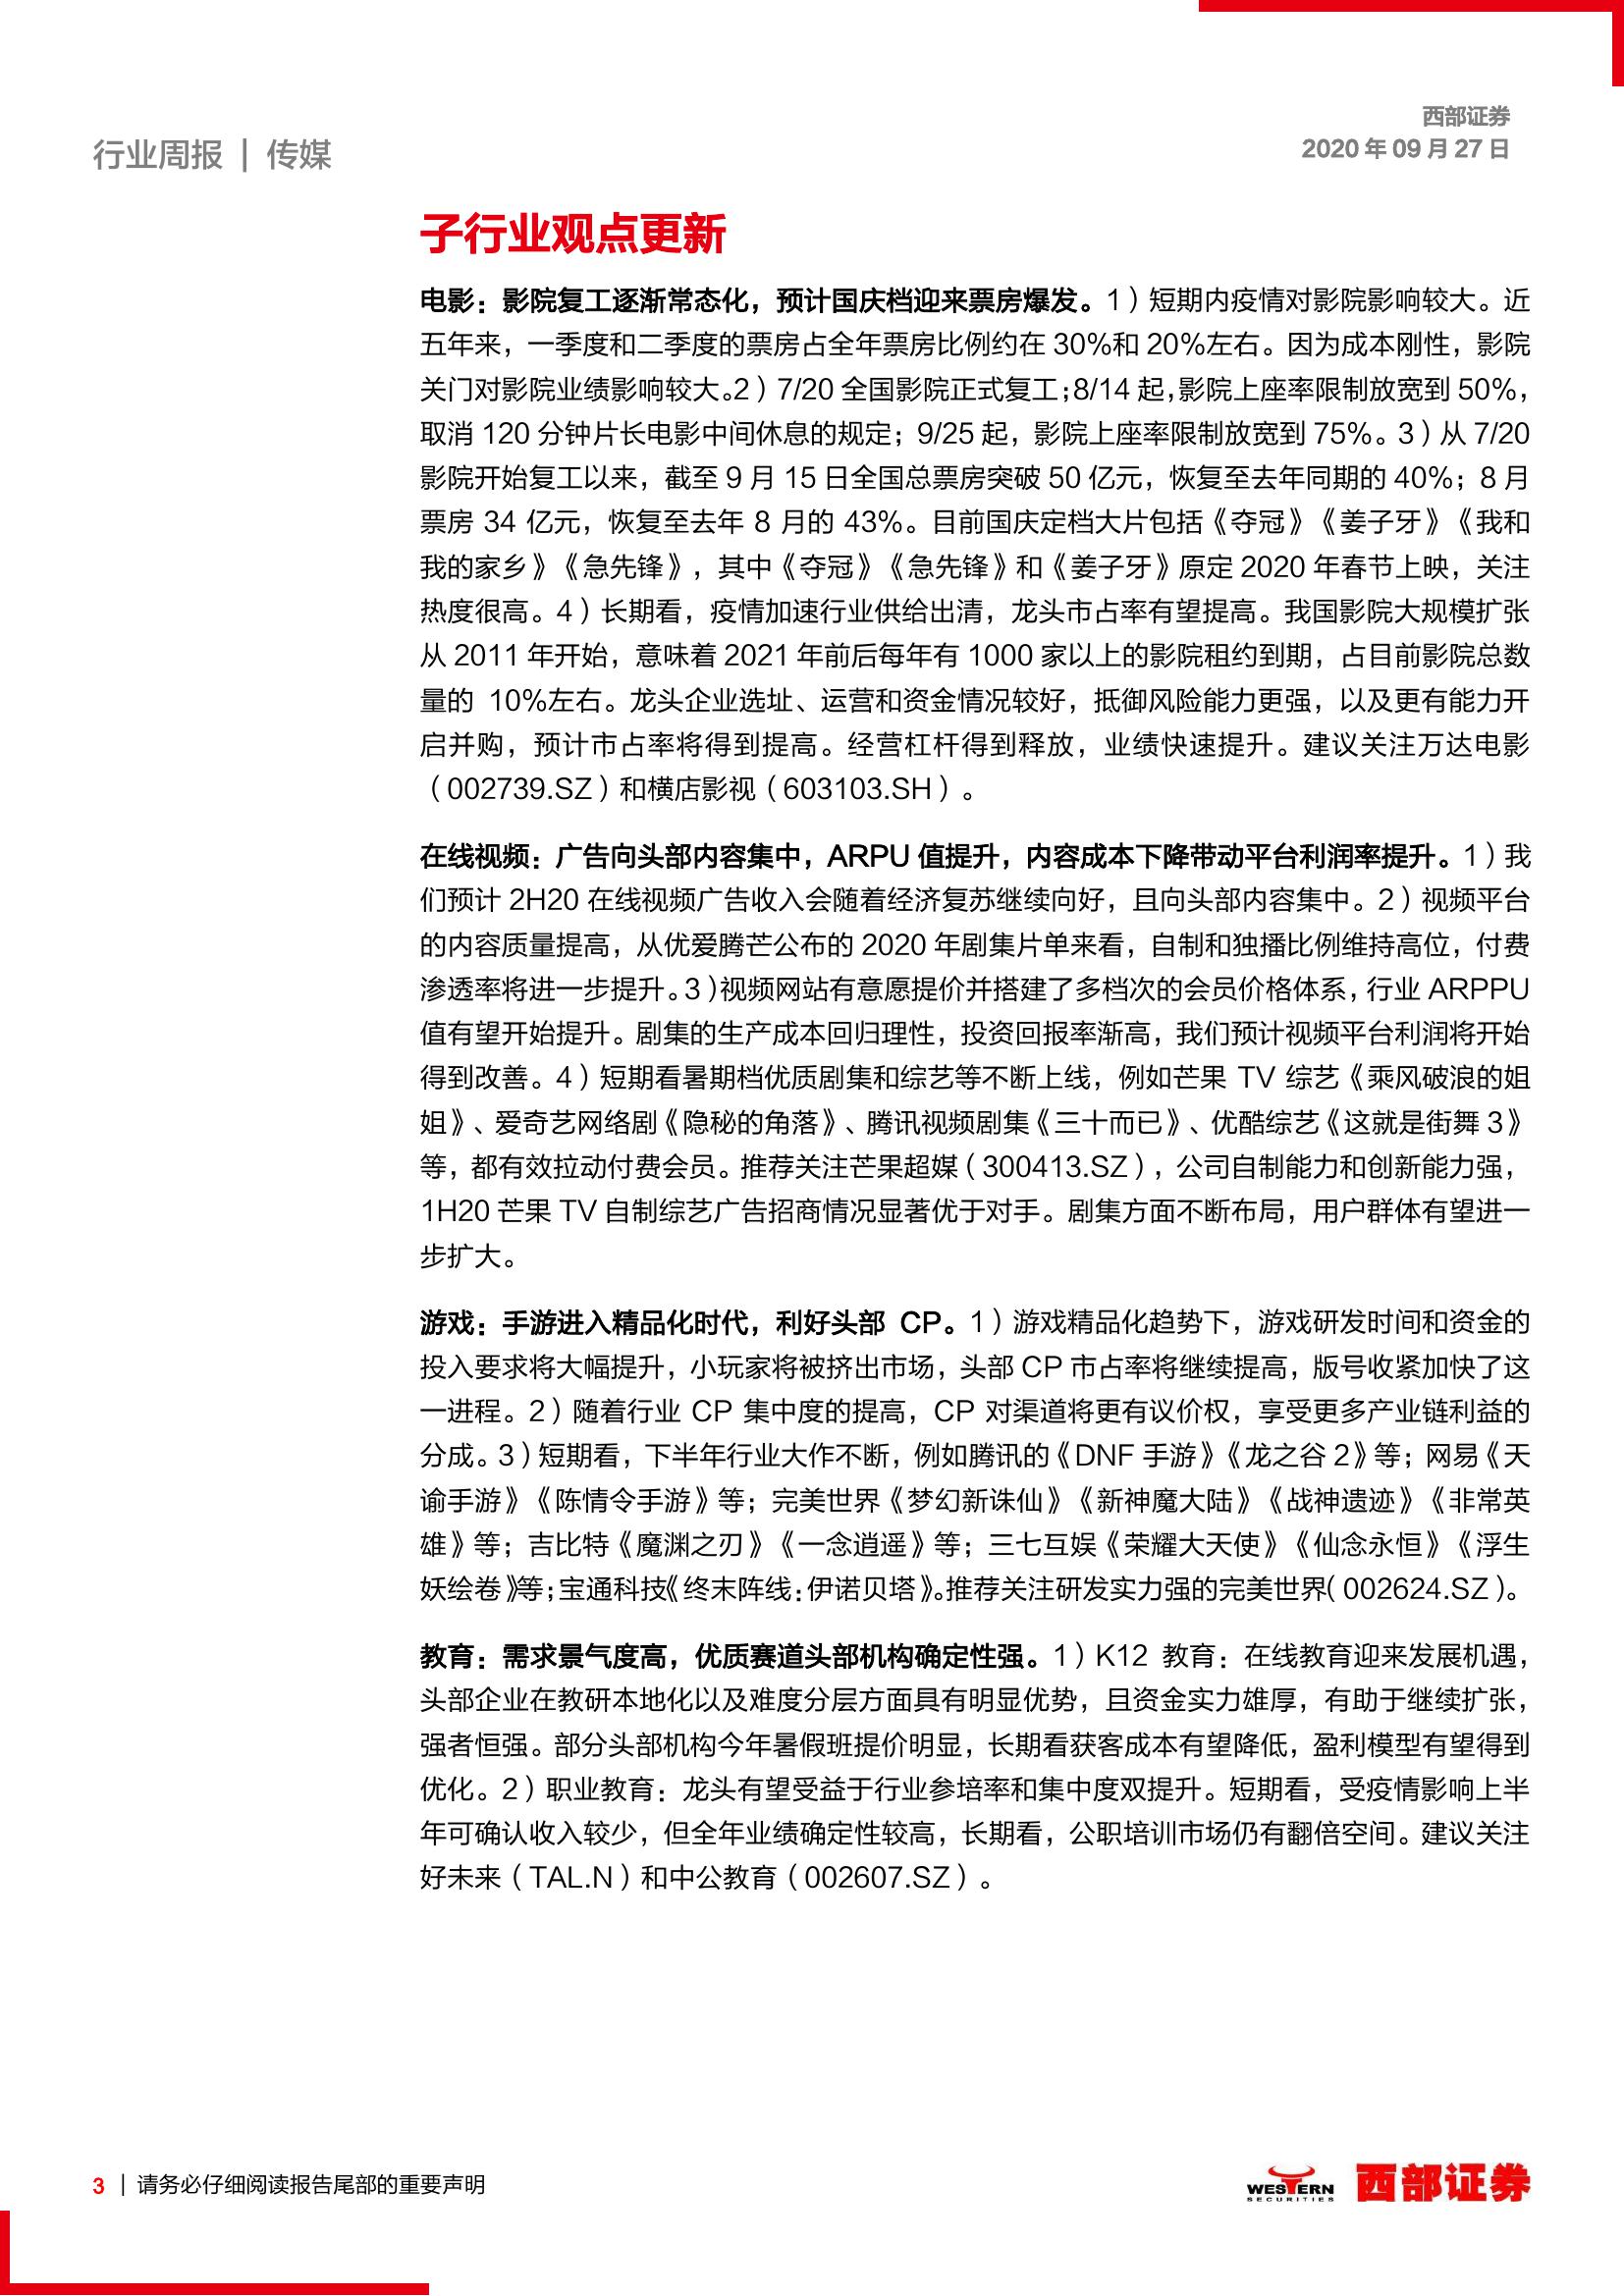 西部证券
行业周报 | 传媒
2020 年 09 月 27 日
子行业观点更新
电影：影院复工逐渐常态化，预计国庆档迎来票房爆发。1）短期内疫情对影院影响较大。近
五年来，一季度和二季度的票房占全年票房比例约在 30%和 20%左右。因为成本刚性，影院
关门对影院业绩影响较大。2）7/20 全国影院正式复工；8/14 起，影院上座率限制放宽到 50%，
取消 120 分钟片长电影中间休息的规定；9/25 起，影院上座率限制放宽到 75%。3）从 7/20
影院开始复工以来，截至 9 月 15 日全国总票房突破 50 亿元，恢复至去年同期的 40%；8 月
票房 34 亿元，恢复至去年 8 月的 43%。目前国庆定档大片包括《夺冠》《姜子牙》《我和
我的家乡》《急先锋》，其中《夺冠》《急先锋》和《姜子牙》原定 2020 年春节上映，关注
热度很高。4）长期看，疫情加速行业供给出清，龙头市占率有望提高。我国影院大规模扩张
从 2011 年开始，意味着 2021 年前后每年有 1000 家以上的影院租约到期，占目前影院总数
量的 10%左右。龙头企业选址、运营和资金情况较好，抵御风险能力更强，以及更有能力开
启并购，预计市占率将得到提高。经营杠杆得到释放，业绩快速提升。建议关注万达电影
（002739.SZ）和横店影视（603103.SH）。
在线视频：广告向头部内容集中，ARPU 值提升，内容成本下降带动平台利润率提升。1）我
们预计 2H20 在线视频广告收入会随着经济复苏继续向好，且向头部内容集中。2）视频平台
的内容质量提高，从优爱腾芒公布的 2020 年剧集片单来看，自制和独播比例维持高位，付费
渗透率将进一步提升。3）视频网站有意愿提价并搭建了多档次的会员价格体系，行业 ARPPU
值有望开始提升。剧集的生产成本回归理性，投资回报率渐高，我们预计视频平台利润将开始
得到改善。4）短期看暑期档优质剧集和综艺等不断上线，例如芒果 TV 综艺《乘风破浪的姐
姐》、爱奇艺网络剧《隐秘的角落》、腾讯视频剧集《三十而已》、优酷综艺《这就是街舞 3》
等，都有效拉动付费会员。推荐关注芒果超媒（300413.SZ），公司自制能力和创新能力强，
1H20 芒果 TV 自制综艺广告招商情况显著优于对手。剧集方面不断布局，用户群体有望进一
步扩大。
游戏：手游进入精品化时代，利好头部 CP。1）游戏精品化趋势下，游戏研发时间和资金的
投入要求将大幅提升，小玩家将被挤出市场，头部 CP 市占率将继续提高，版号收紧加快了这
一进程。2）随着行业 CP 集中度的提高，CP 对渠道将更有议价权，享受更多产业链利益的
分成。3）短期看，下半年行业大作不断，例如腾讯的《DNF 手游》《龙之谷 2》等；网易《天
谕手游》《陈情令手游》等；完美世界《梦幻新诛仙》《新神魔大陆》《战神遗迹》《非常英
雄》等；吉比特《魔渊之刃》《一念逍遥》等；三七互娱《荣耀大天使》《仙念永恒》《浮生
妖绘卷》等；宝通科技《终末阵线：伊诺贝塔》。推荐关注研发实力强的完美世界（002624.SZ）。
教育：需求景气度高，优质赛道头部机构确定性强。1）K12 教育：在线教育迎来发展机遇，
头部企业在教研本地化以及难度分层方面具有明显优势，且资金实力雄厚，有助于继续扩张，
强者恒强。部分头部机构今年暑假班提价明显，长期看获客成本有望降低，盈利模型有望得到
优化。2）职业教育：龙头有望受益于行业参培率和集中度双提升。短期看，受疫情影响上半
年可确认收入较少，但全年业绩确定性较高，长期看，公职培训市场仍有翻倍空间。建议关注
好未来（TAL.N）和中公教育（002607.SZ）。
3 | 请务必仔细阅读报告尾部的重要声明
WESTERN
SECURITIES
西部证券